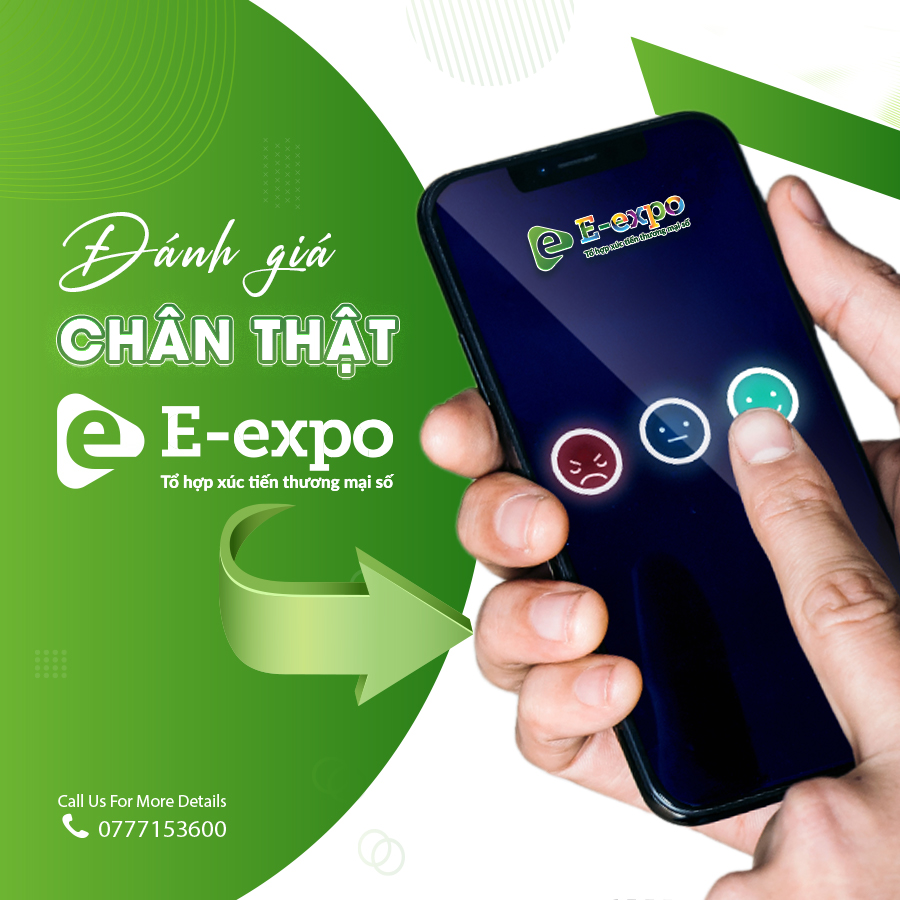 Đánh giá
CHÂN THẬT
e E-expo
Tổ hợp xúc tiến thương mại số
Call Us For More Details
0777153600
e E-expo
Tổ hợp xúc tiến thương mại số